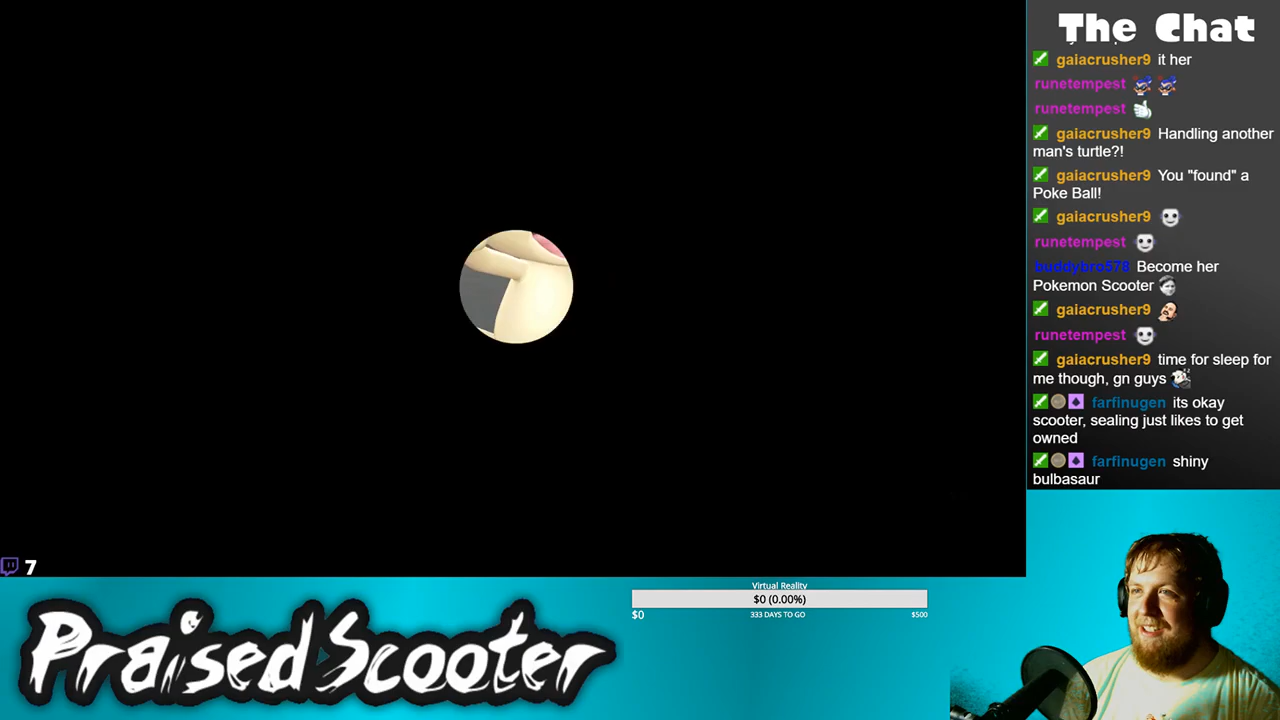 The Chat
gaiacrusher9 it her
runetempest
runetempest
gaiacrusher9 Handling another
man's turtle?!
gaiacrusher9 You "found" a
Poke Ball!
gaiacrusher9
runetempest
buddybro578 Become her
Pokemon Scooter
gaiacrusher9
runetempest
gaiacrusher9 time for sleep for
me though, gn guys
farfinugen its okay
scooter, sealing just likes to get
owned
farfinugen shiny
bulbasaur
7
Virtual Reality
$0 (0.00%)
$0 333 DAYS TO GO $500
PraisedScooter